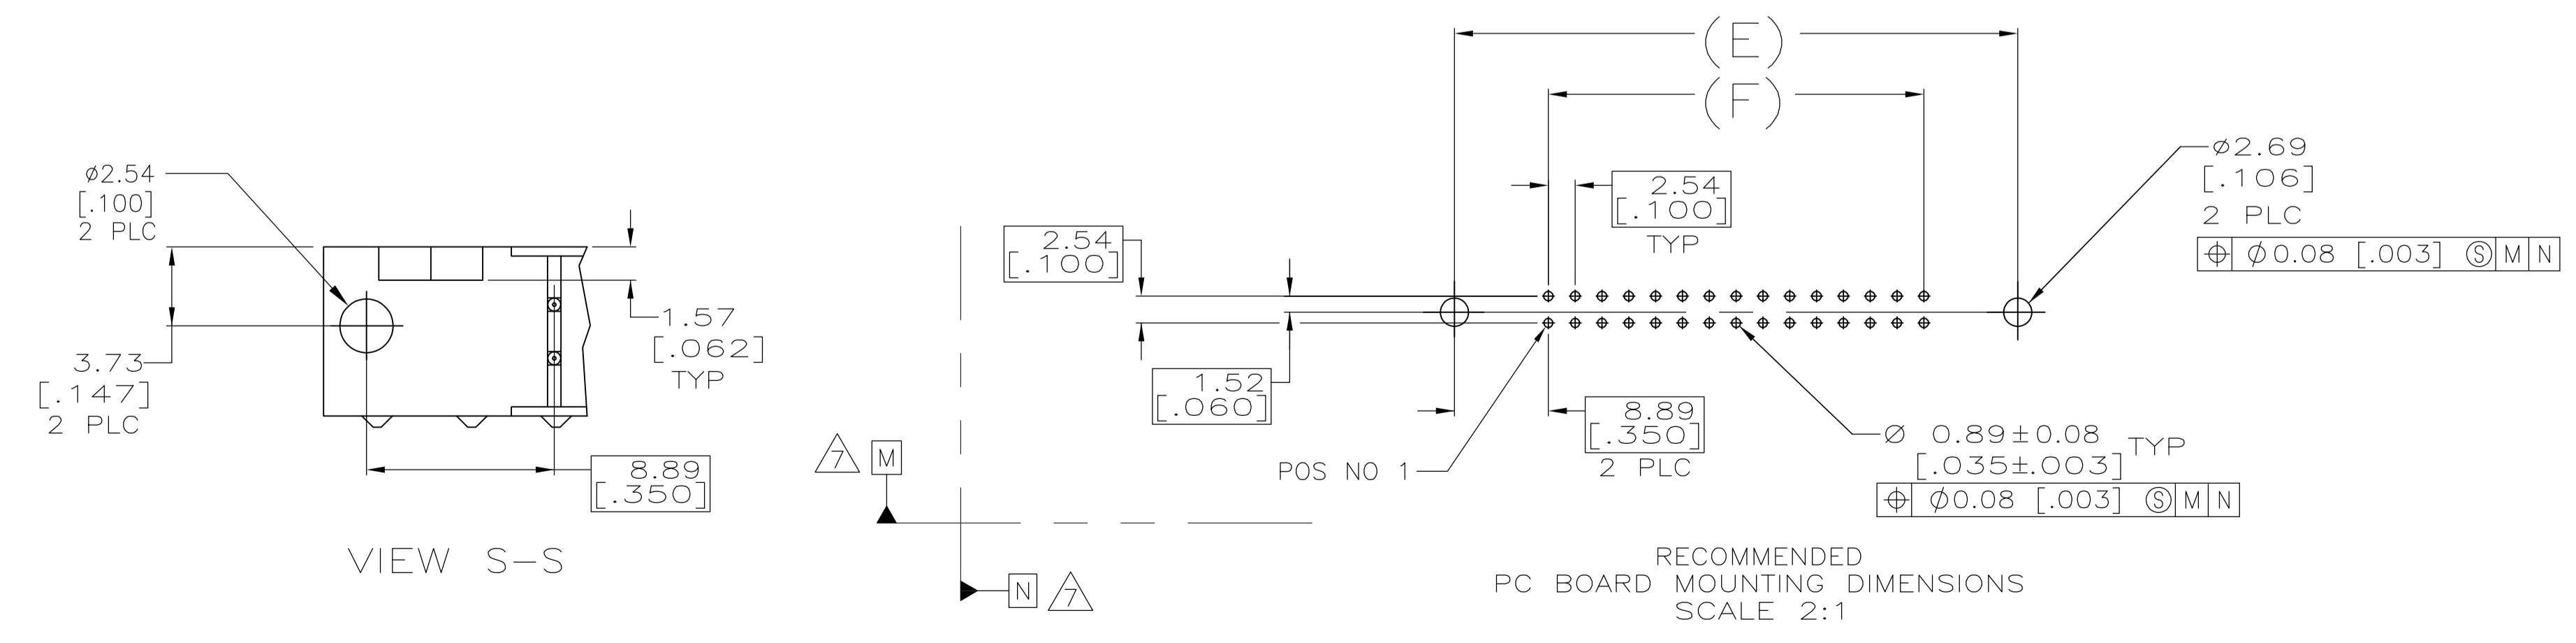 ø2.54
[.100]
2 PLC
3.73
[.147]
2 PLC
1.57
[.062]
TYP
8.89
[.350]
VIEW S-S
7 M
N 7
(E)
(F)
2.54
[.100]
TYP
2.54
[.100]
1.52
[.060]
8.89
[.350]
2 PLC
POS NO 1
ø2.69
[.106]
2 PLC
⌖ ø0.08 [.003] Ⓢ M N
ø 0.89±0.08 TYP
[.035±.003]
⌖ ø0.08 [.003] Ⓢ M N
RECOMMENDED
PC BOARD MOUNTING DIMENSIONS
SCALE 2:1